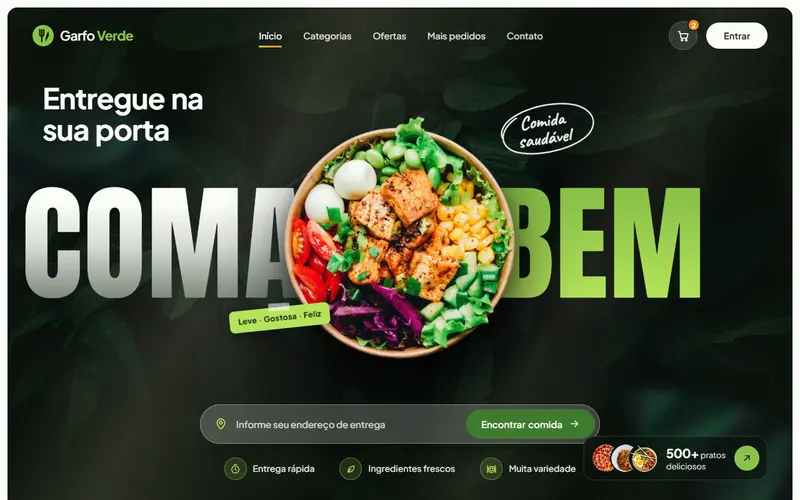 Garfo Verde
Início
Categorias
Ofertas
Mais pedidos
Contato
2
Entrar
Entregue na
sua porta
Comida
saudável
COMA BEM
Leve · Gostosa · Feliz
Informe seu endereço de entrega
Encontrar comida
Entrega rápida
Ingredientes frescos
Muita variedade
500+ pratos
deliciosos